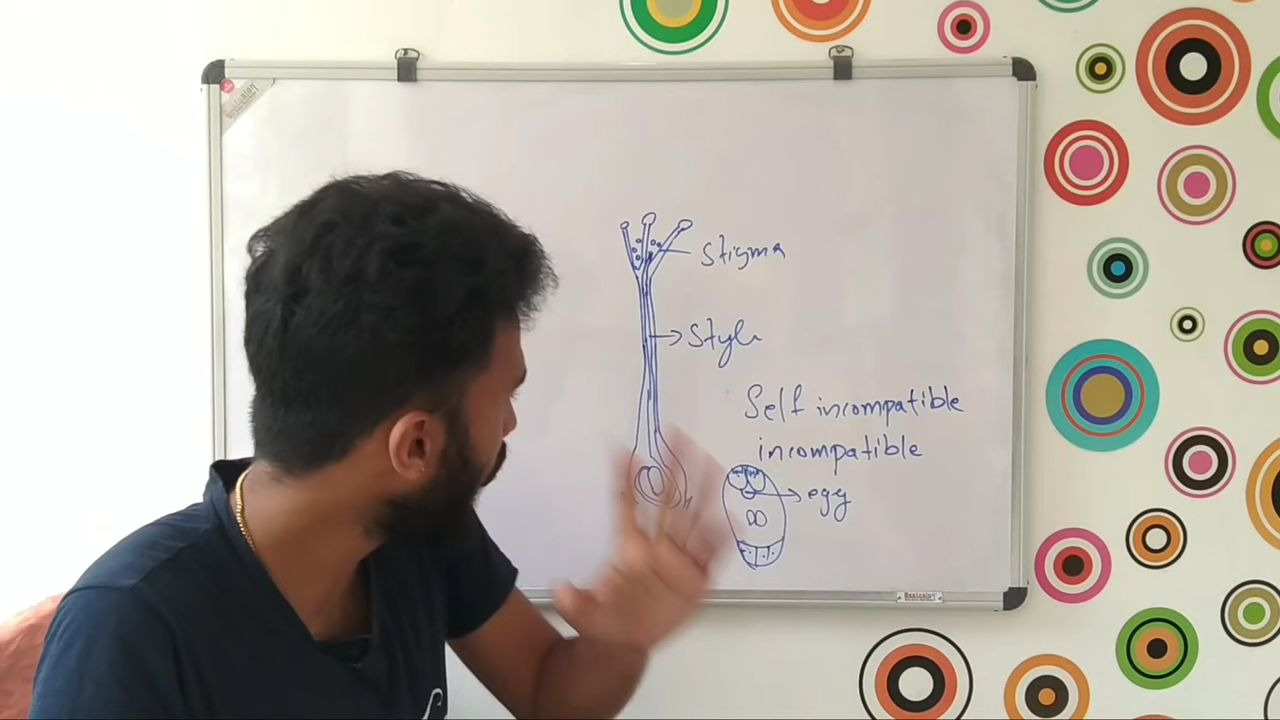 Stigma
Style
Self incompatible
incompatible
egg